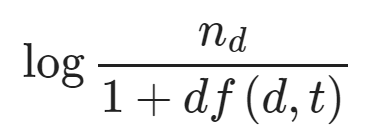 log n_d / (1 + df (d, t))